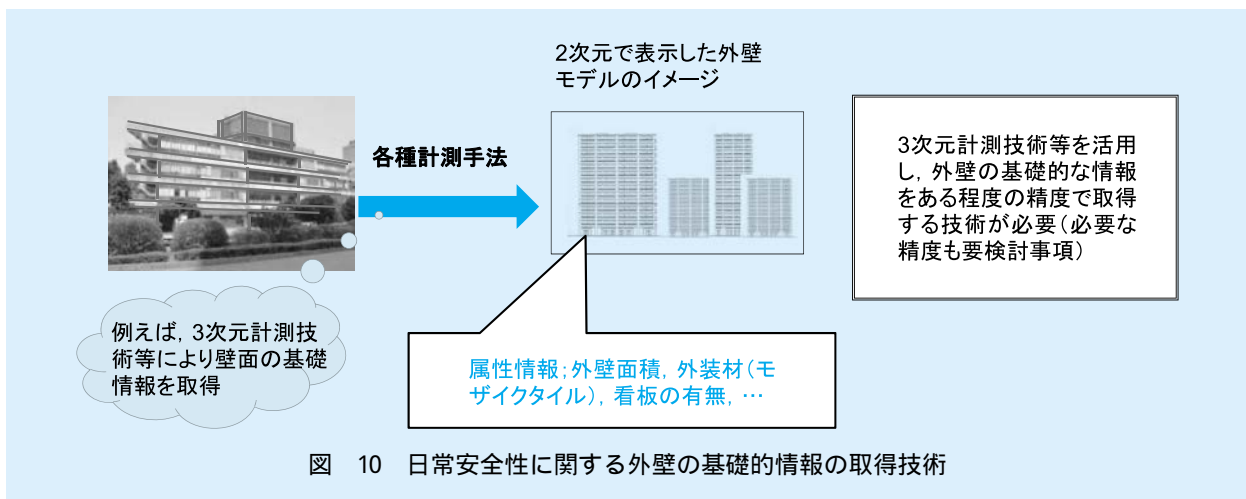 2次元で表示した外壁
モデルのイメージ
各種計測手法
3次元計測技術等を活用
し，外壁の基礎的な情報
をある程度の精度で取得
する技術が必要（必要な
精度も要検討事項）
例えば，3次元計測技
術等により壁面の基礎
情報を取得
属性情報；外壁面積，外装材（モ
ザイクタイル），看板の有無，…
図　10　日常安全性に関する外壁の基礎的情報の取得技術